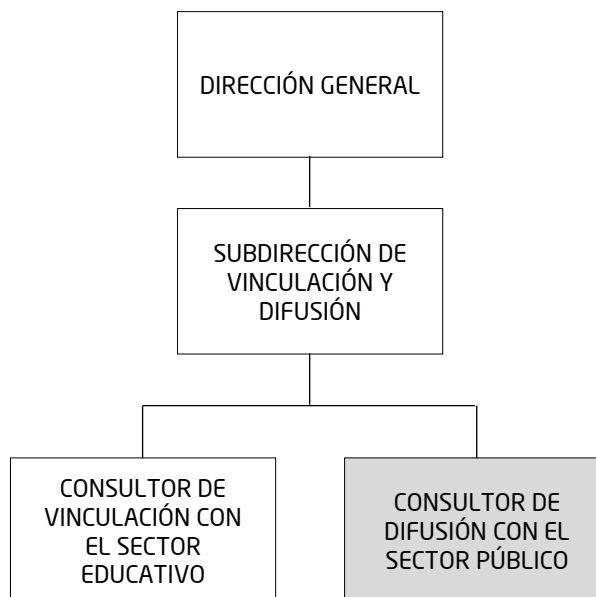 DIRECCIÓN GENERAL
SUBDIRECCIÓN DE
VINCULACIÓN Y
DIFUSIÓN
CONSULTOR DE
VINCULACIÓN CON
EL SECTOR
EDUCATIVO
CONSULTOR DE
DIFUSIÓN CON EL
SECTOR PÚBLICO